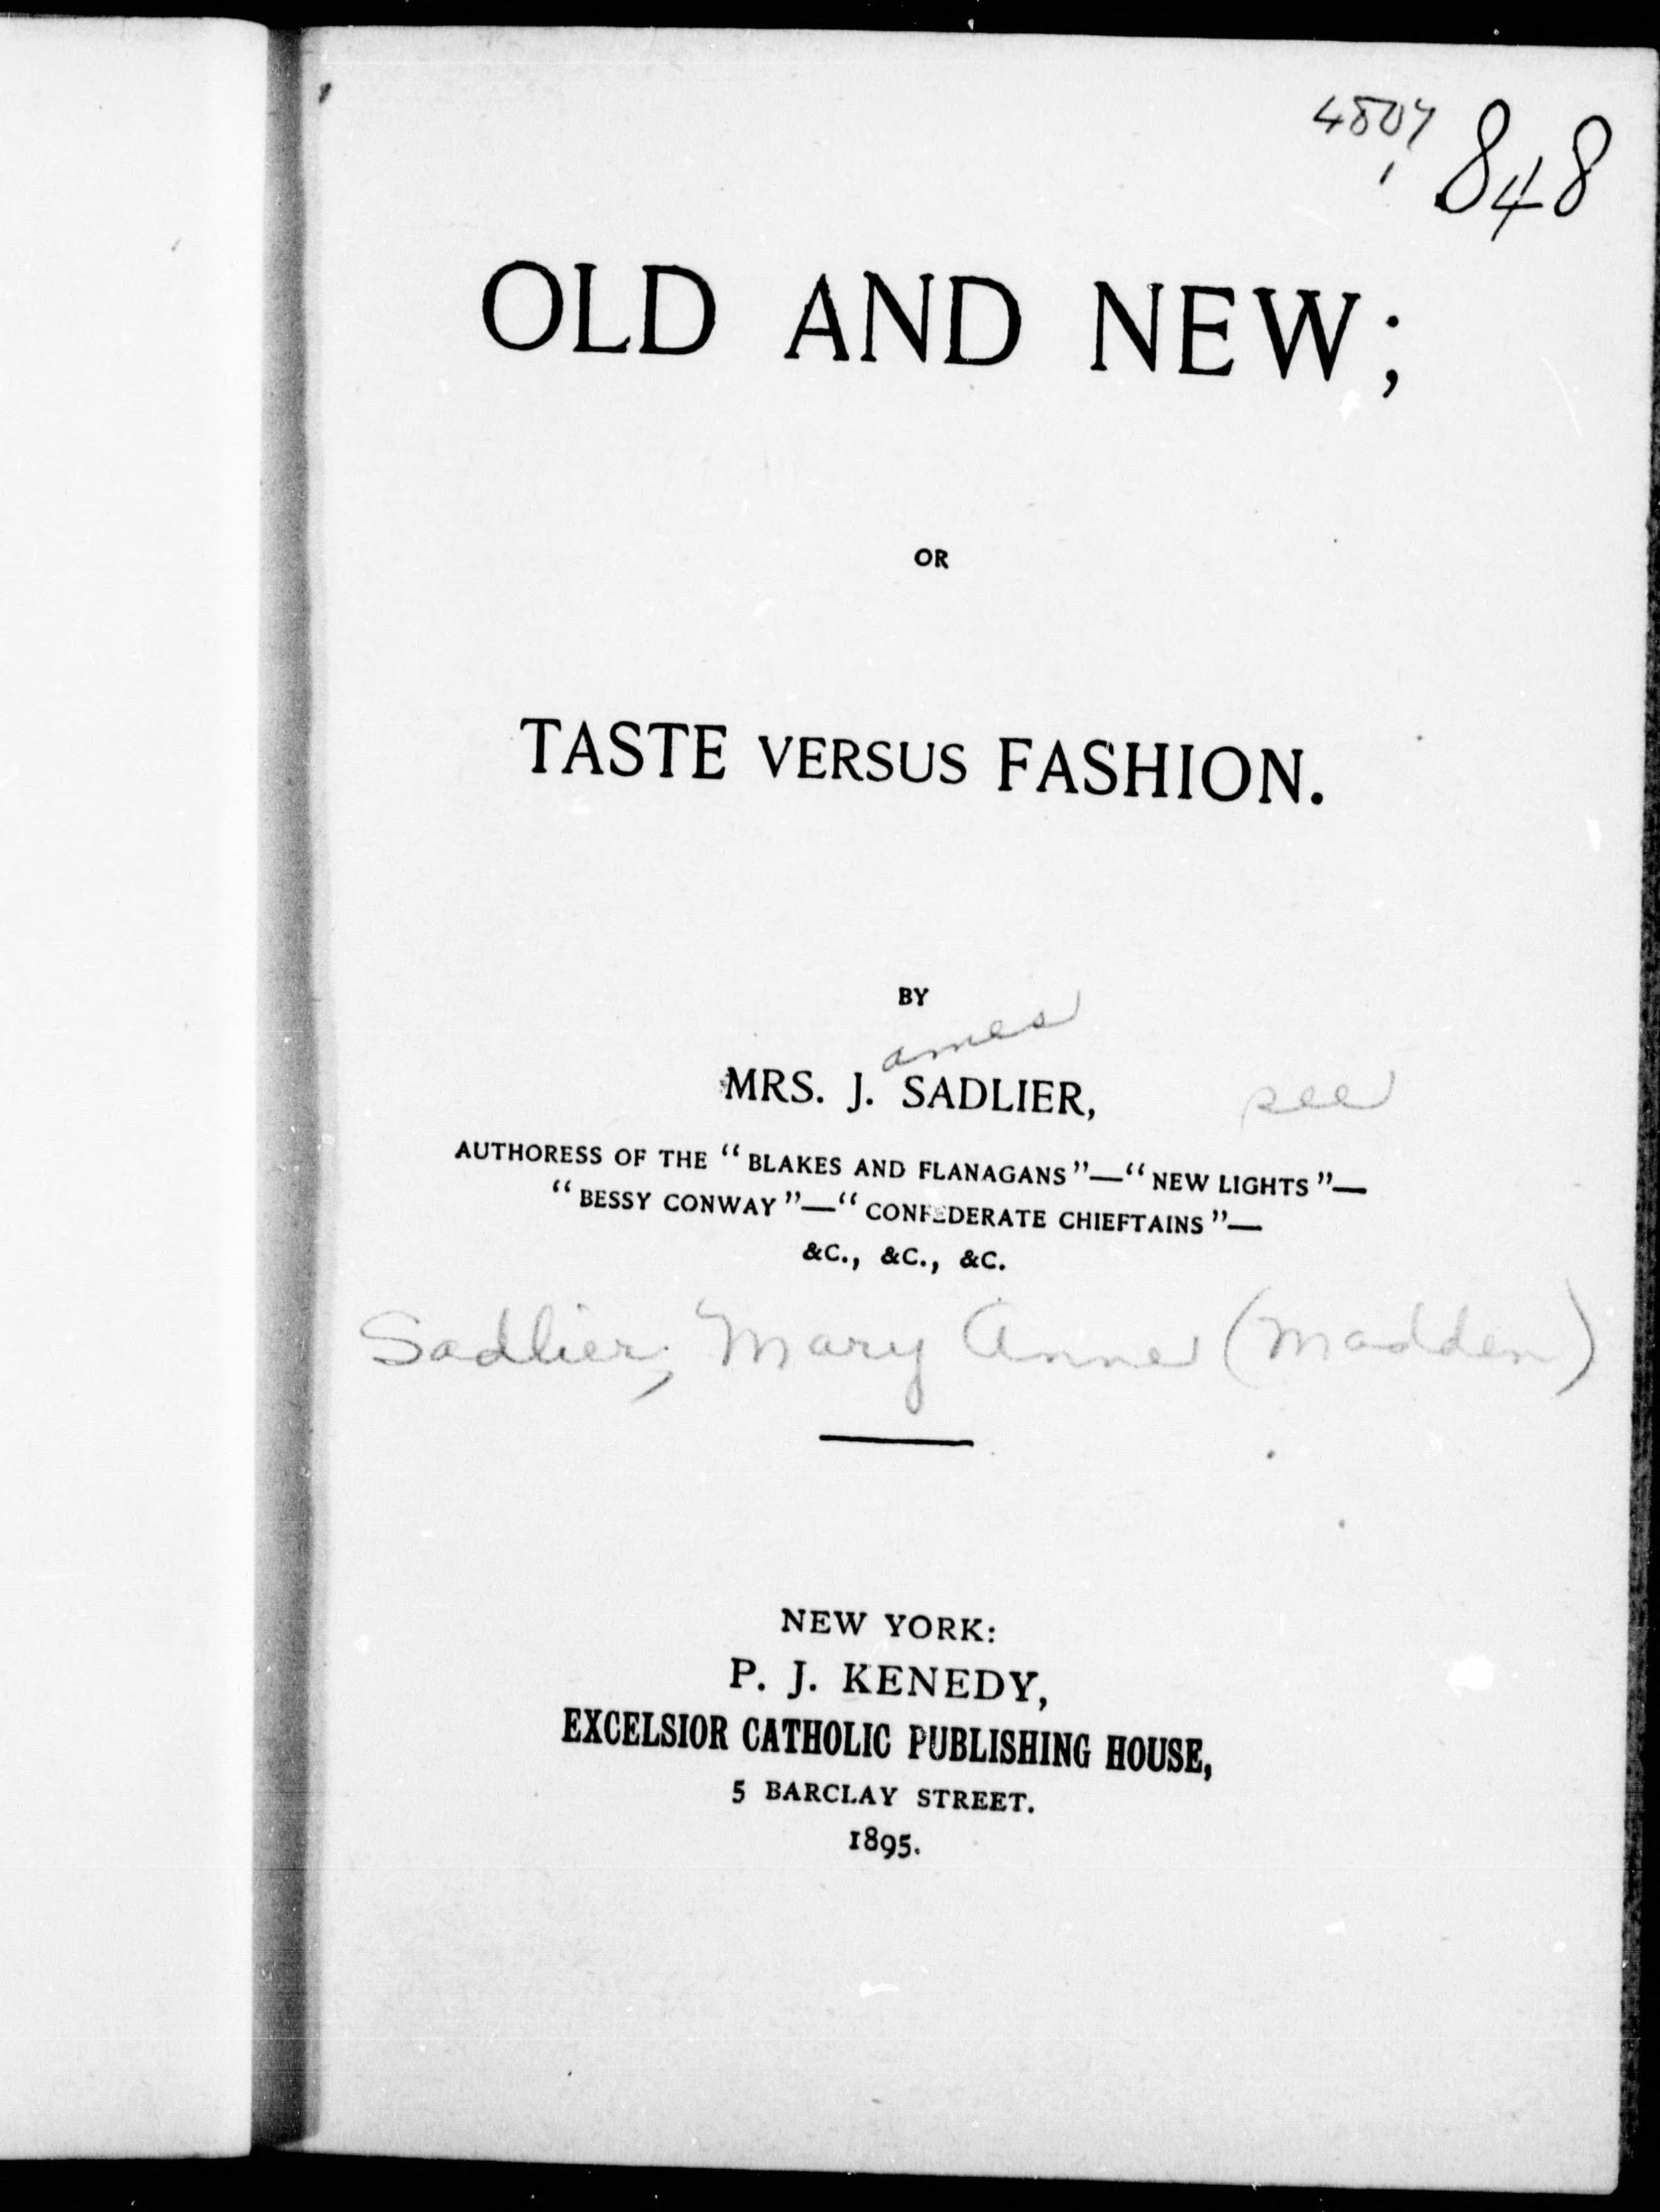 848
OLD AND NEW;
OR
TASTE VERSUS FASHION.
BY
ames
MRS. J. SADLIER, see
AUTHORESS OF THE “BLAKES AND FLANAGANS”—“NEW LIGHTS”—
“BESSY CONWAY”—“CONFEDERATE CHIEFTAINS”—
&C., &C., &C.
Sadlier, Mary Anne (Madden)
NEW YORK:
P. J. KENEDY,
EXCELSIOR CATHOLIC PUBLISHING HOUSE,
5 BARCLAY STREET.
1895.